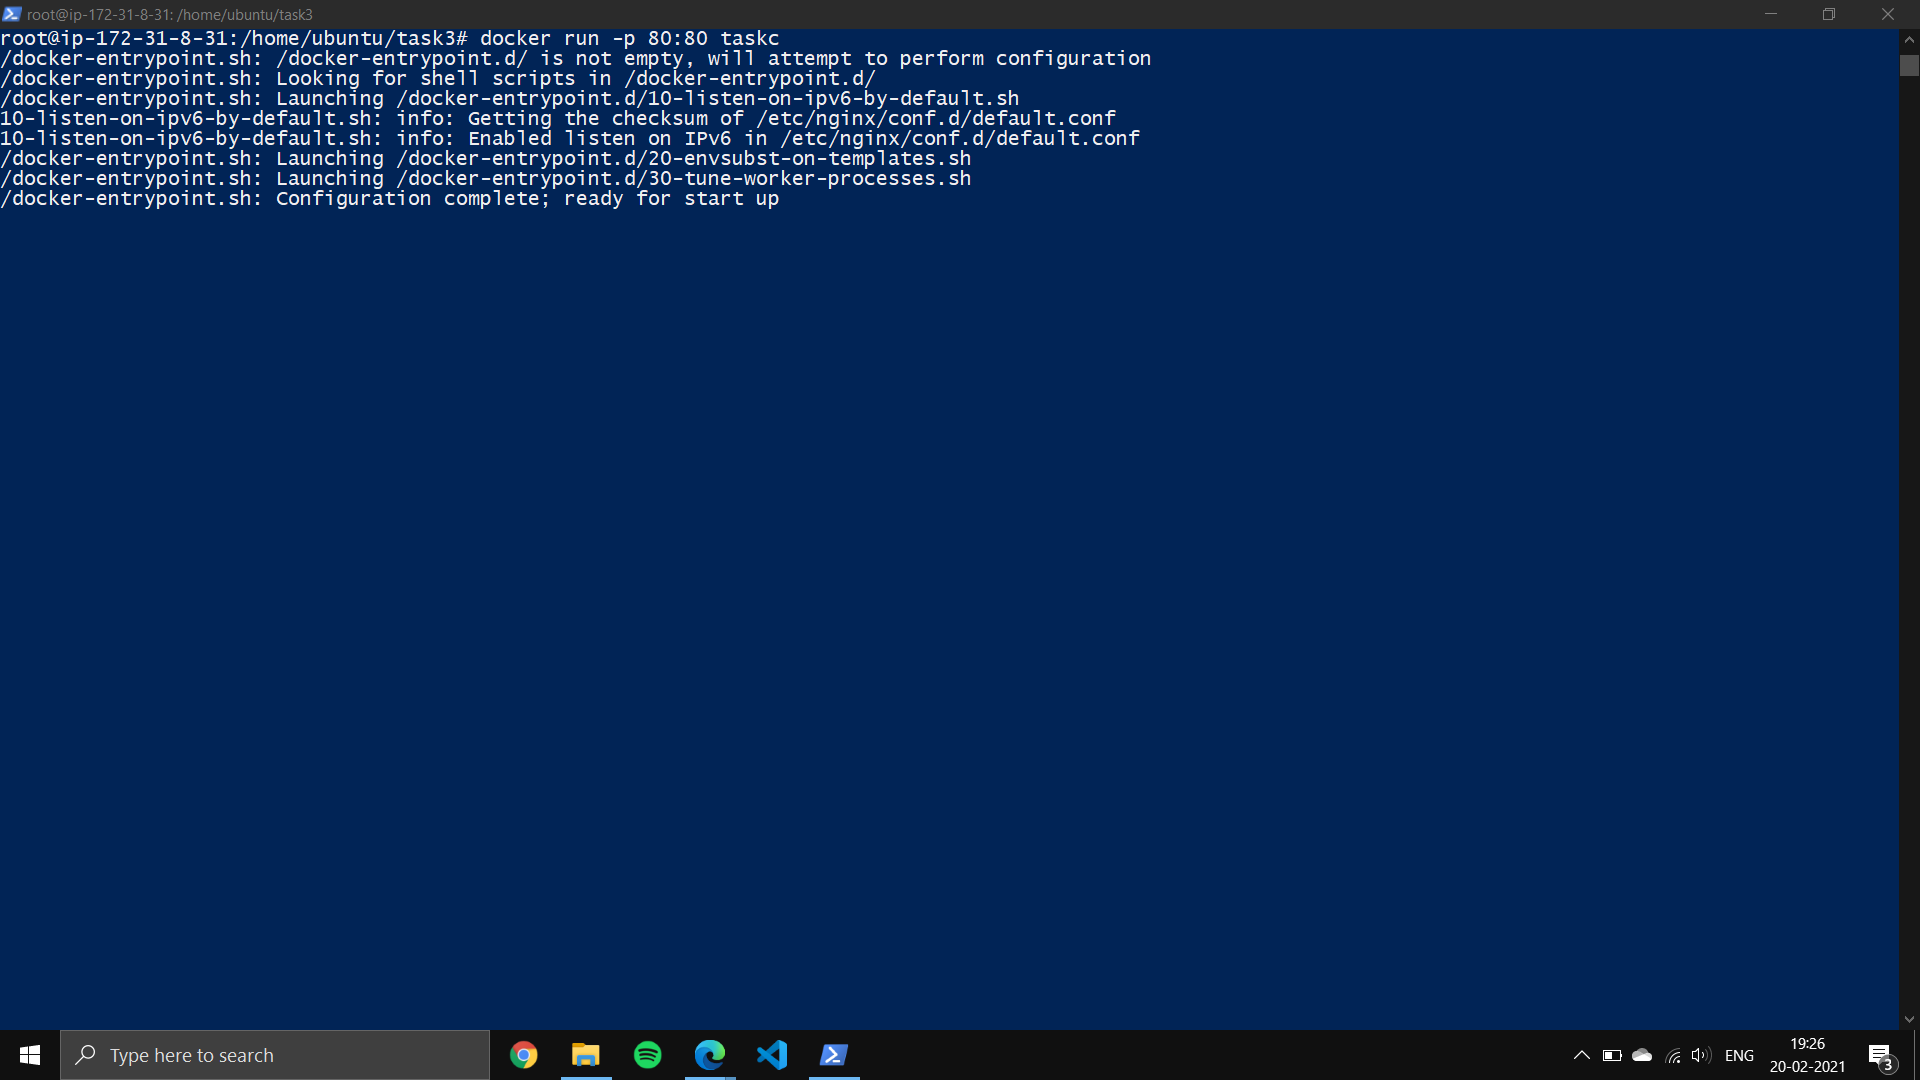 root@ip-172-31-8-31: /home/ubuntu/task3
root@ip-172-31-8-31:/home/ubuntu/task3# docker run -p 80:80 taskc
/docker-entrypoint.sh: /docker-entrypoint.d/ is not empty, will attempt to perform configuration
/docker-entrypoint.sh: Looking for shell scripts in /docker-entrypoint.d/
/docker-entrypoint.sh: Launching /docker-entrypoint.d/10-listen-on-ipv6-by-default.sh
10-listen-on-ipv6-by-default.sh: info: Getting the checksum of /etc/nginx/conf.d/default.conf
10-listen-on-ipv6-by-default.sh: info: Enabled listen on IPv6 in /etc/nginx/conf.d/default.conf
/docker-entrypoint.sh: Launching /docker-entrypoint.d/20-envsubst-on-templates.sh
/docker-entrypoint.sh: Launching /docker-entrypoint.d/30-tune-worker-processes.sh
/docker-entrypoint.sh: Configuration complete; ready for start up
Type here to search
ENG
19:26
20-02-2021
3